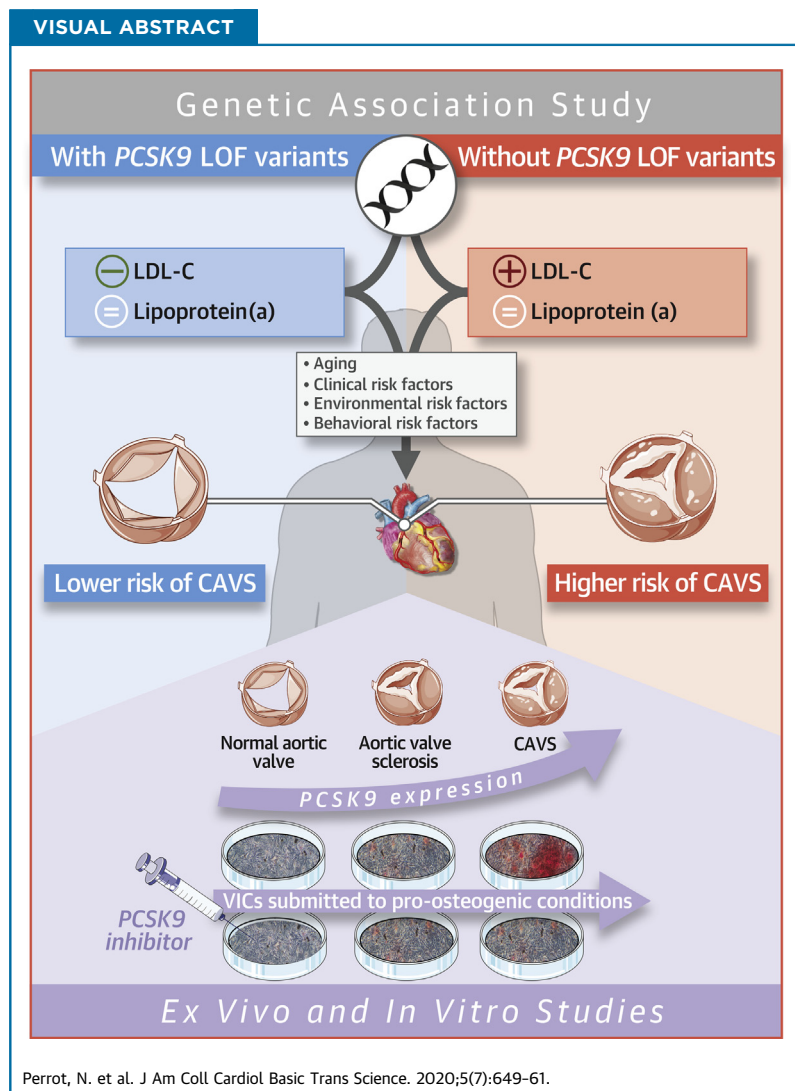 VISUAL ABSTRACT
Genetic Association Study
With PCSK9 LOF variants
Without PCSK9 LOF variants
− LDL-C
= Lipoprotein(a)
+ LDL-C
= Lipoprotein (a)
• Aging
• Clinical risk factors
• Environmental risk factors
• Behavioral risk factors
Lower risk of CAVS
Higher risk of CAVS
Normal aortic
valve
Aortic valve
sclerosis
CAVS
PCSK9 expression
VICs submitted to pro-osteogenic conditions
PCSK9
inhibitor
Ex Vivo and In Vitro Studies
Perrot, N. et al. J Am Coll Cardiol Basic Trans Science. 2020;5(7):649–61.